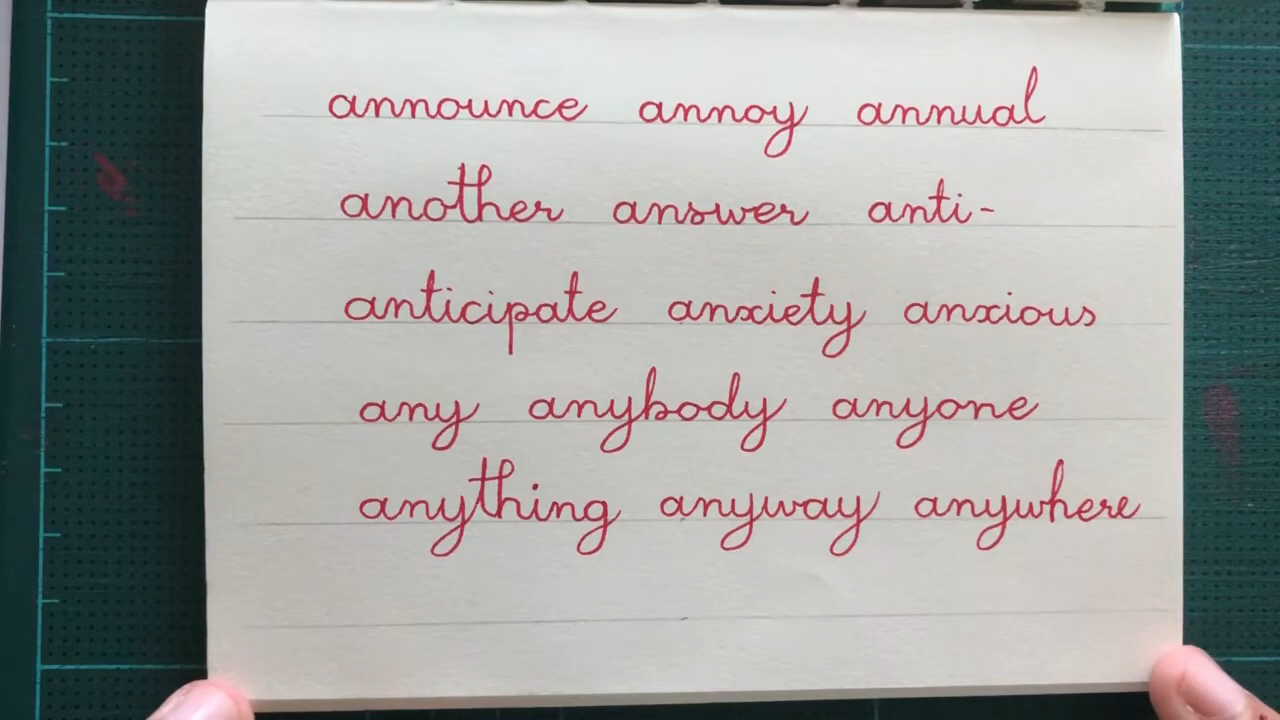 announce annoy annual
another answer anti-
anticipate anxiety anxious
any anybody anyone
anything anyway anywhere